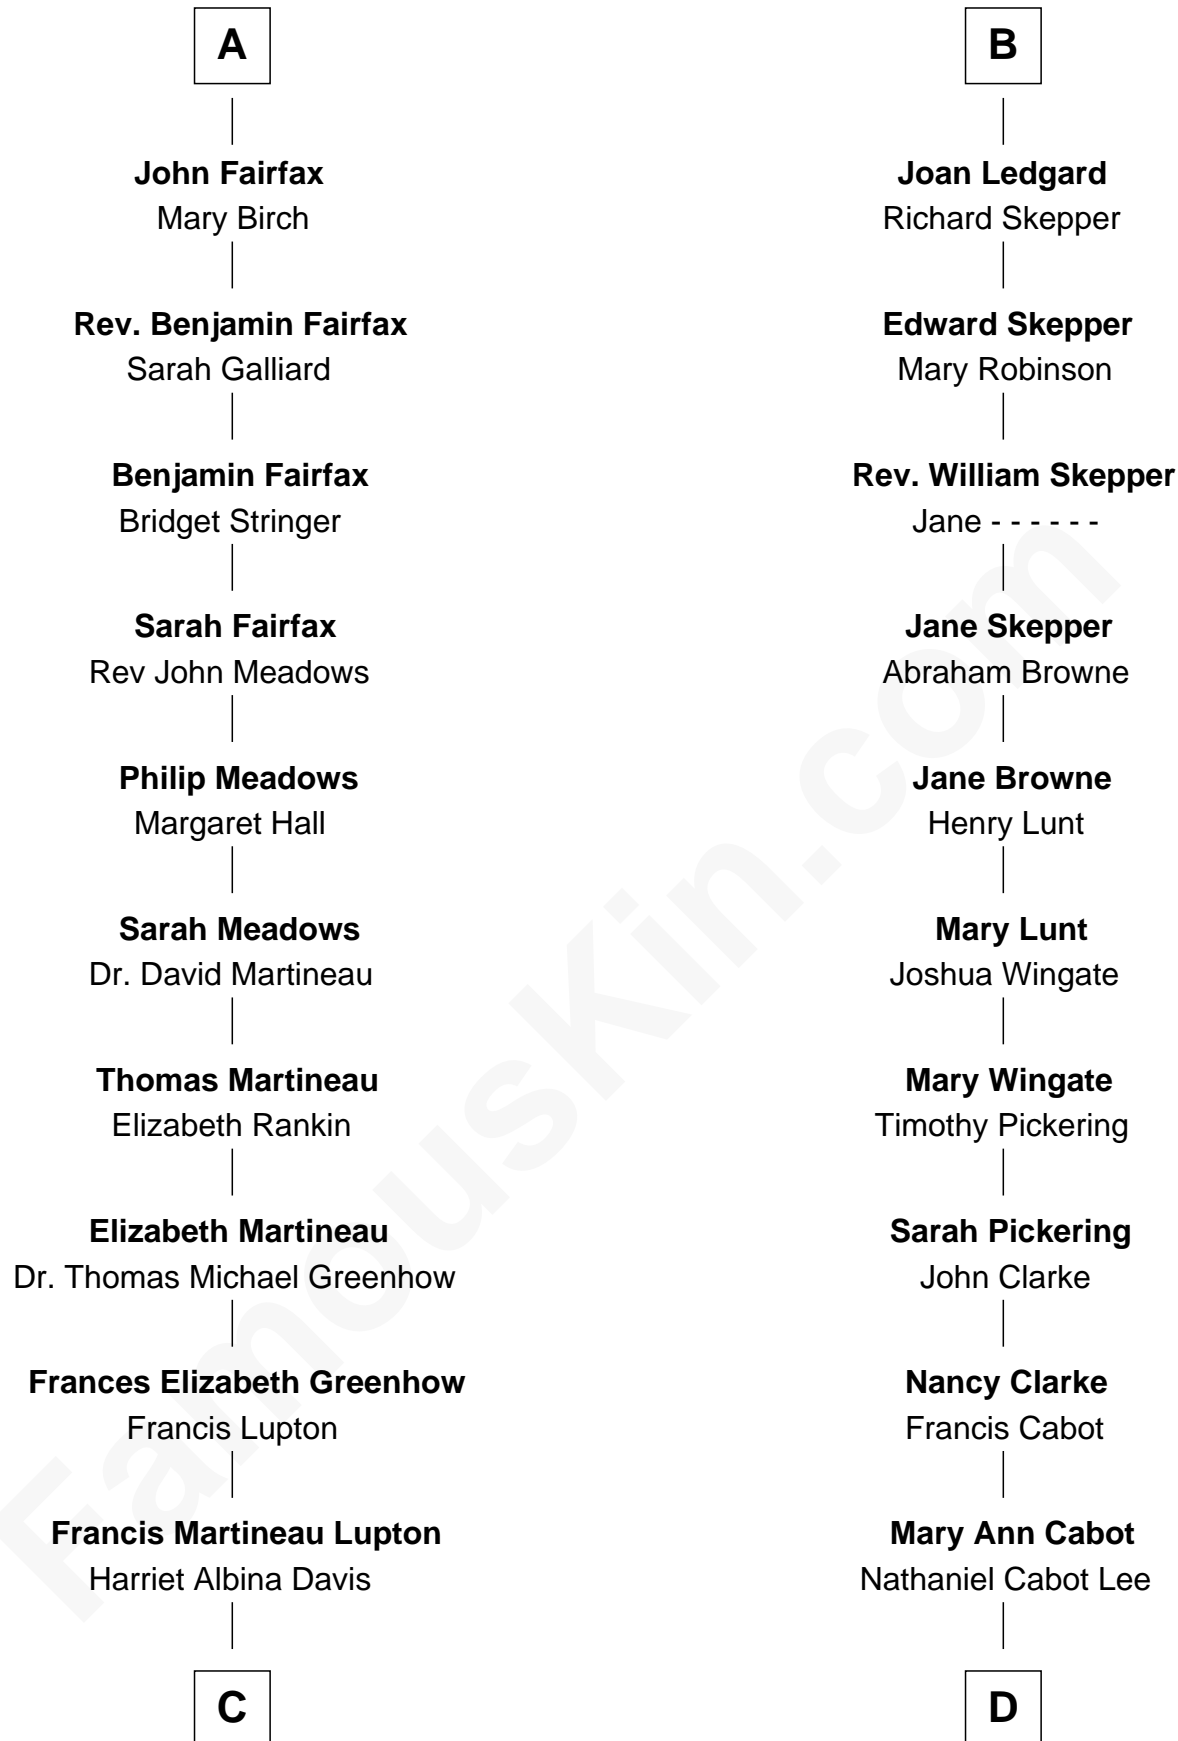 A
John Fairfax
Mary Birch
Rev. Benjamin Fairfax
Sarah Galliard
Benjamin Fairfax
Bridget Stringer
Sarah Fairfax
Rev John Meadows
Philip Meadows
Margaret Hall
Sarah Meadows
Dr. David Martineau
Thomas Martineau
Elizabeth Rankin
Elizabeth Martineau
Dr. Thomas Michael Greenhow
Frances Elizabeth Greenhow
Francis Lupton
Francis Martineau Lupton
Harriet Albina Davis
C
B
Joan Ledgard
Richard Skepper
Edward Skepper
Mary Robinson
Rev. William Skepper
Jane - - - - - -
Jane Skepper
Abraham Browne
Jane Browne
Henry Lunt
Mary Lunt
Joshua Wingate
Mary Wingate
Timothy Pickering
Sarah Pickering
John Clarke
Nancy Clarke
Francis Cabot
Mary Ann Cabot
Nathaniel Cabot Lee
D
FamousKin.com